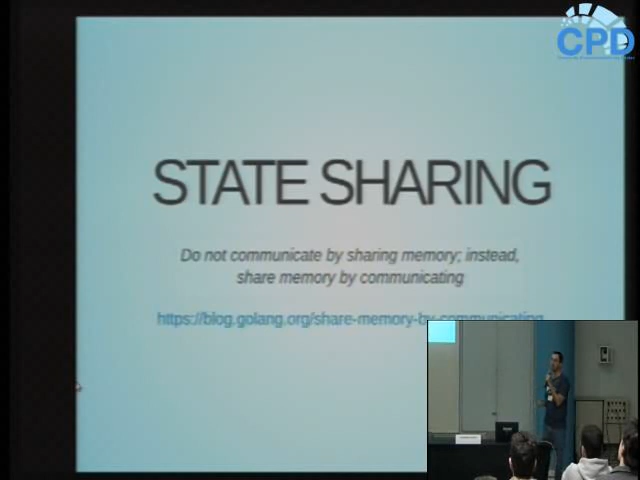 CPD
STATE SHARING
Do not communicate by sharing memory; instead,
share memory by communicating
https://blog.golang.org/share-memory-by-communicating